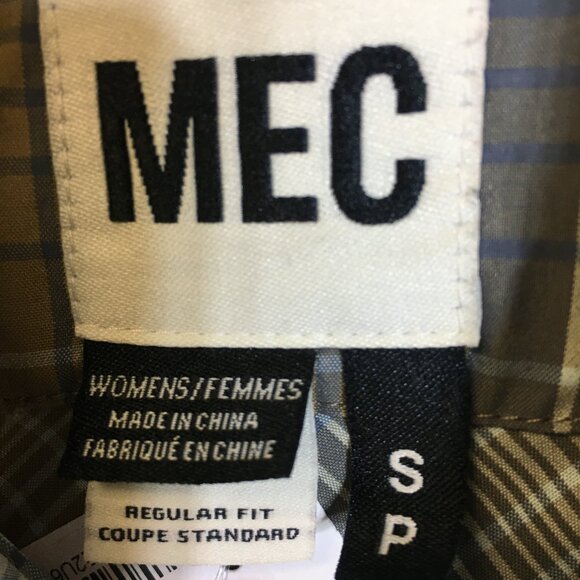 MEC
WOMENS/FEMMES
MADE IN CHINA
FABRIQUÉ EN CHINE
S
P
REGULAR FIT
COUPE STANDARD